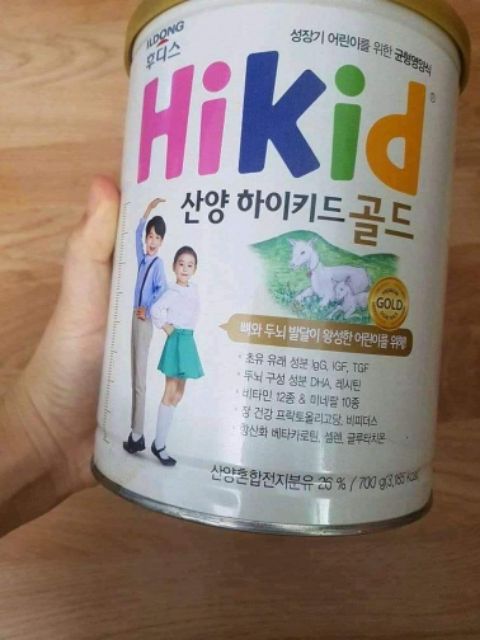 ILDONG
후디스
성장기 어린이를 위한 균형영양식
Hikid
산양 하이키드 골드
GOLD
뼈와 두뇌 발달이 왕성한 어린이를 위해!
· 초유 유래 성분 IgG, IGF, TGF
· 두뇌 구성 성분 DHA, 레시틴
· 비타민 12종 & 미네랄 10종
· 장 건강 프락토올리고당, 비피더스
· 항산화 베타카로틴, 셀렌, 글루타치온
산양혼합전지분유 26 % / 700 g(3,185 kcal)